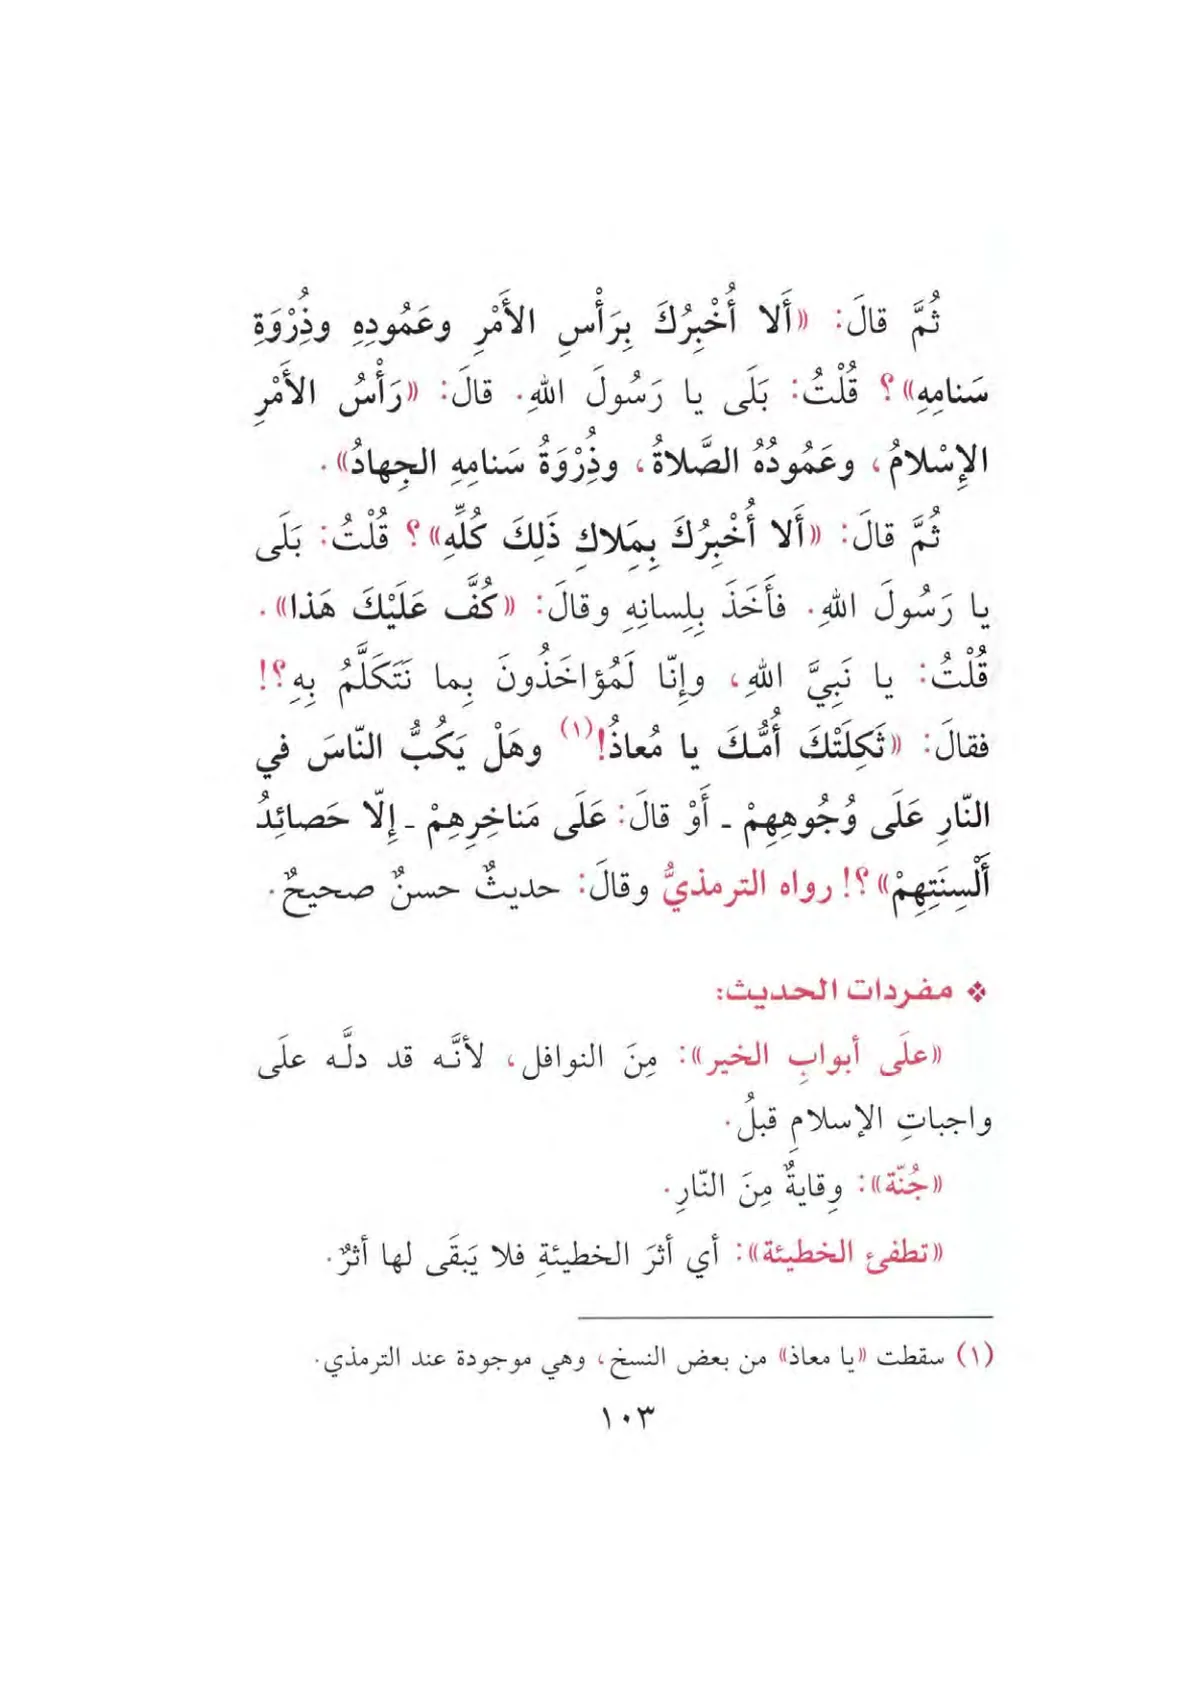 ثُمَّ قالَ: «أَلا أُخْبِرُكَ بِرَأْسِ الأَمْرِ وعَمُودِهِ وذُِرْوَةِ
سَنامِهِ»؟ قُلْتُ: بَلَى يا رَسُولَ اللهِ. قالَ: «رَأْسُ الأَمْرِ
الإِسْلامُ، وعَمُودُهُ الصَّلاةُ، وذُِرْوَةُ سَنامِهِ الجِهادُ».
ثُمَّ قالَ: «أَلا أُخْبِرُكَ بِمَِلاكِ ذَلِكَ كُلِّهِ»؟ قُلْتُ: بَلَى
يا رَسُولَ اللهِ. فأَخَذَ بِلِسانِهِ وقالَ: «كُفَّ عَلَيْكَ هَذا».
قُلْتُ: يا نَبِيَّ اللهِ، وإِنّا لَمُؤاخَذُونَ بِما نَتَكَلَّمُ بِهِ؟!
فقالَ: «ثَكِلَتْكَ أُمُّكَ يا مُعاذُ!(١) وهَلْ يَكُبُّ النّاسَ في
النّارِ عَلَى وُجُوهِهِمْ ـ أَوْ قالَ: عَلَى مَناخِرِهِمْ ـ إِلّا حَصائِدُ
أَلْسِنَتِهِمْ»؟! رواه الترمذيُّ وقالَ: حديثٌ حسنٌ صحيحٌ.
❖ مفردات الحديث:
«علَى أبوابِ الخير»: مِنَ النوافل، لأنَّه قد دلَّه علَى
واجباتِ الإسلامِ قبلُ.
«جُنّة»: وِقايةٌ مِنَ النّارِ.
«تطفئ الخطيئة»: أي أثرَ الخطيئةِ فلا يَبقَى لها أثرٌ.
(١) سقطت «يا معاذ» من بعض النسخ، وهي موجودة عند الترمذي.
١٠٣